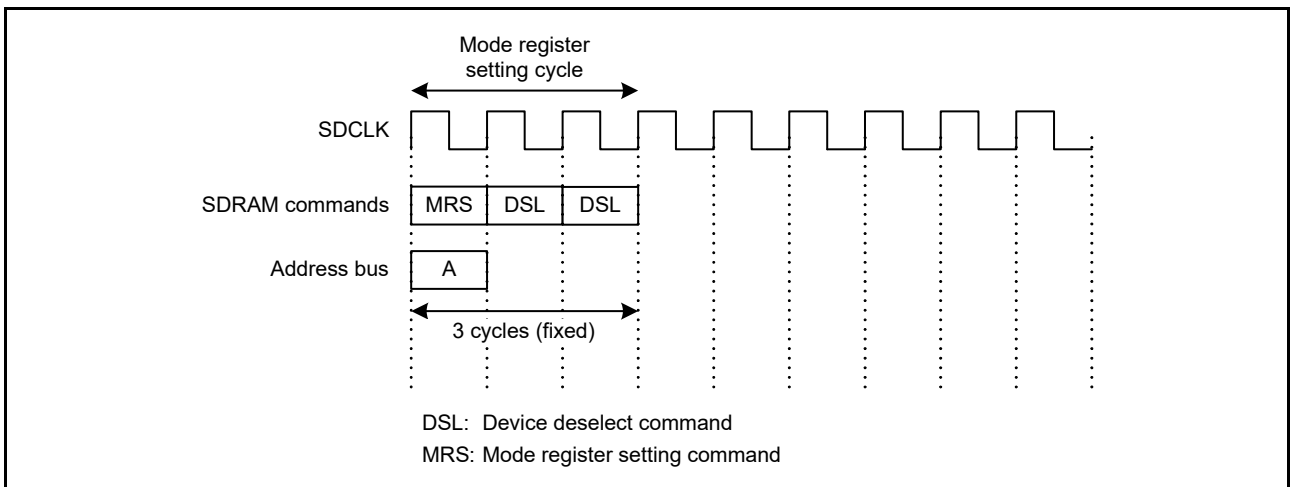 Mode register
setting cycle
SDCLK
SDRAM commands MRS DSL DSL
Address bus A
3 cycles (fixed)
DSL: Device deselect command
MRS: Mode register setting command